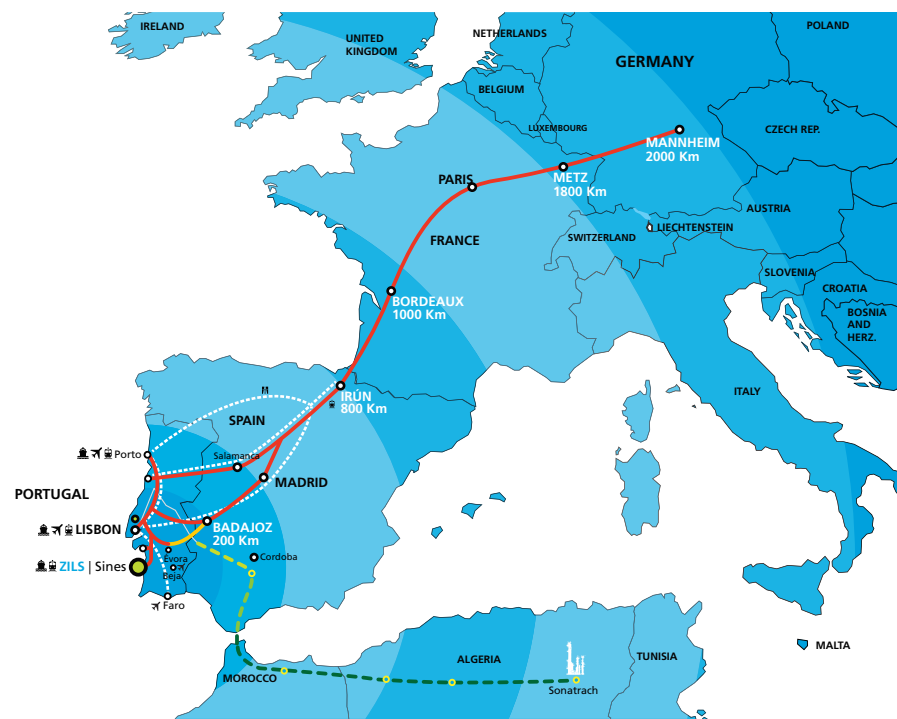 IRELAND
UNITED
KINGDOM
NETHERLANDS
POLAND
GERMANY
BELGIUM
LUXEMBOURG
CZECH REP.
MANNHEIM
2000 Km
PARIS
METZ
1800 Km
AUSTRIA
FRANCE
SWITZERLAND
LIECHTENSTEIN
SLOVENIA
CROATIA
BORDEAUX
1000 Km
BOSNIA
AND
HERZ.
ITALY
IRÚN
800 Km
SPAIN
Porto
Salamanca
MADRID
PORTUGAL
LISBON
BADAJOZ
200 Km
Cordoba
Évora
Beja
ZILS | Sines
Faro
MALTA
ALGERIA
TUNISIA
MOROCCO
Sonatrach